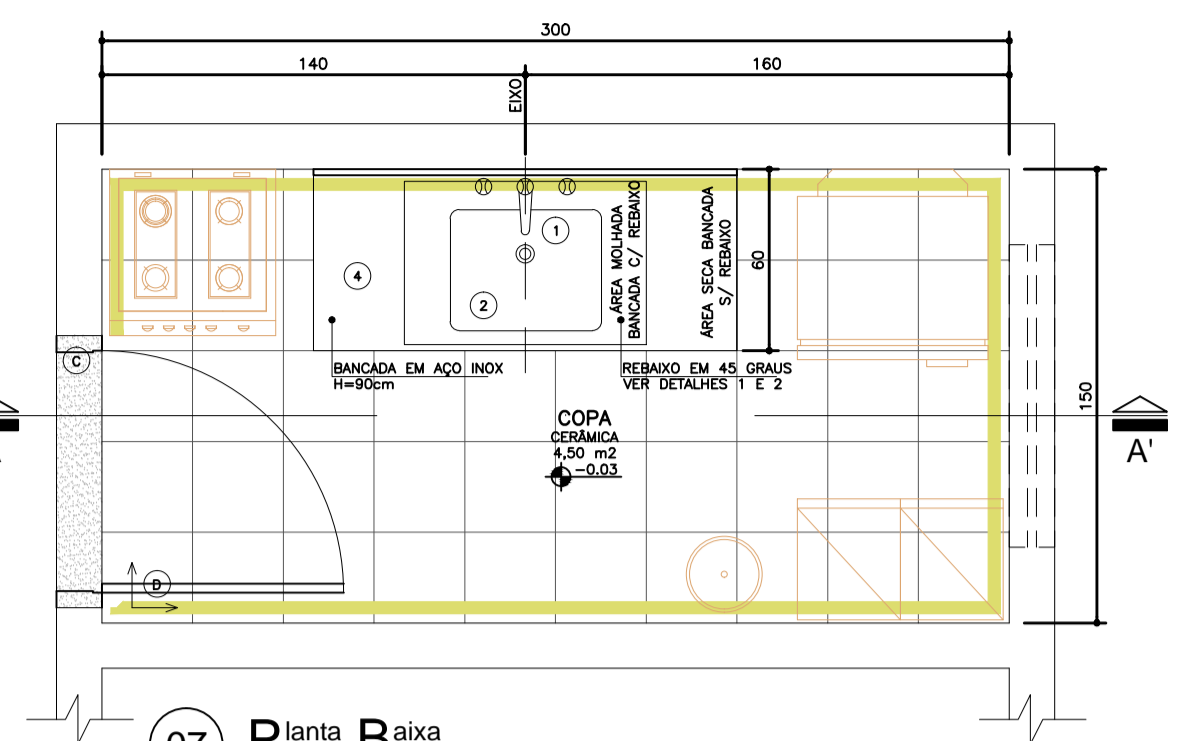 300
140
160
EIXO
ÁREA MOLHADA
BANCADA C/ REBAIXO
ÁREA SECA BANCADA
S/ REBAIXO
60
1
4
2
C
BANCADA EM AÇO INOX
H=90cm
REBAIXO EM 45 GRAUS
VER DETALHES 1 E 2
150
COPA
CERÂMICA
4,50 m2
-0.03
A'
D
Planta Baixa